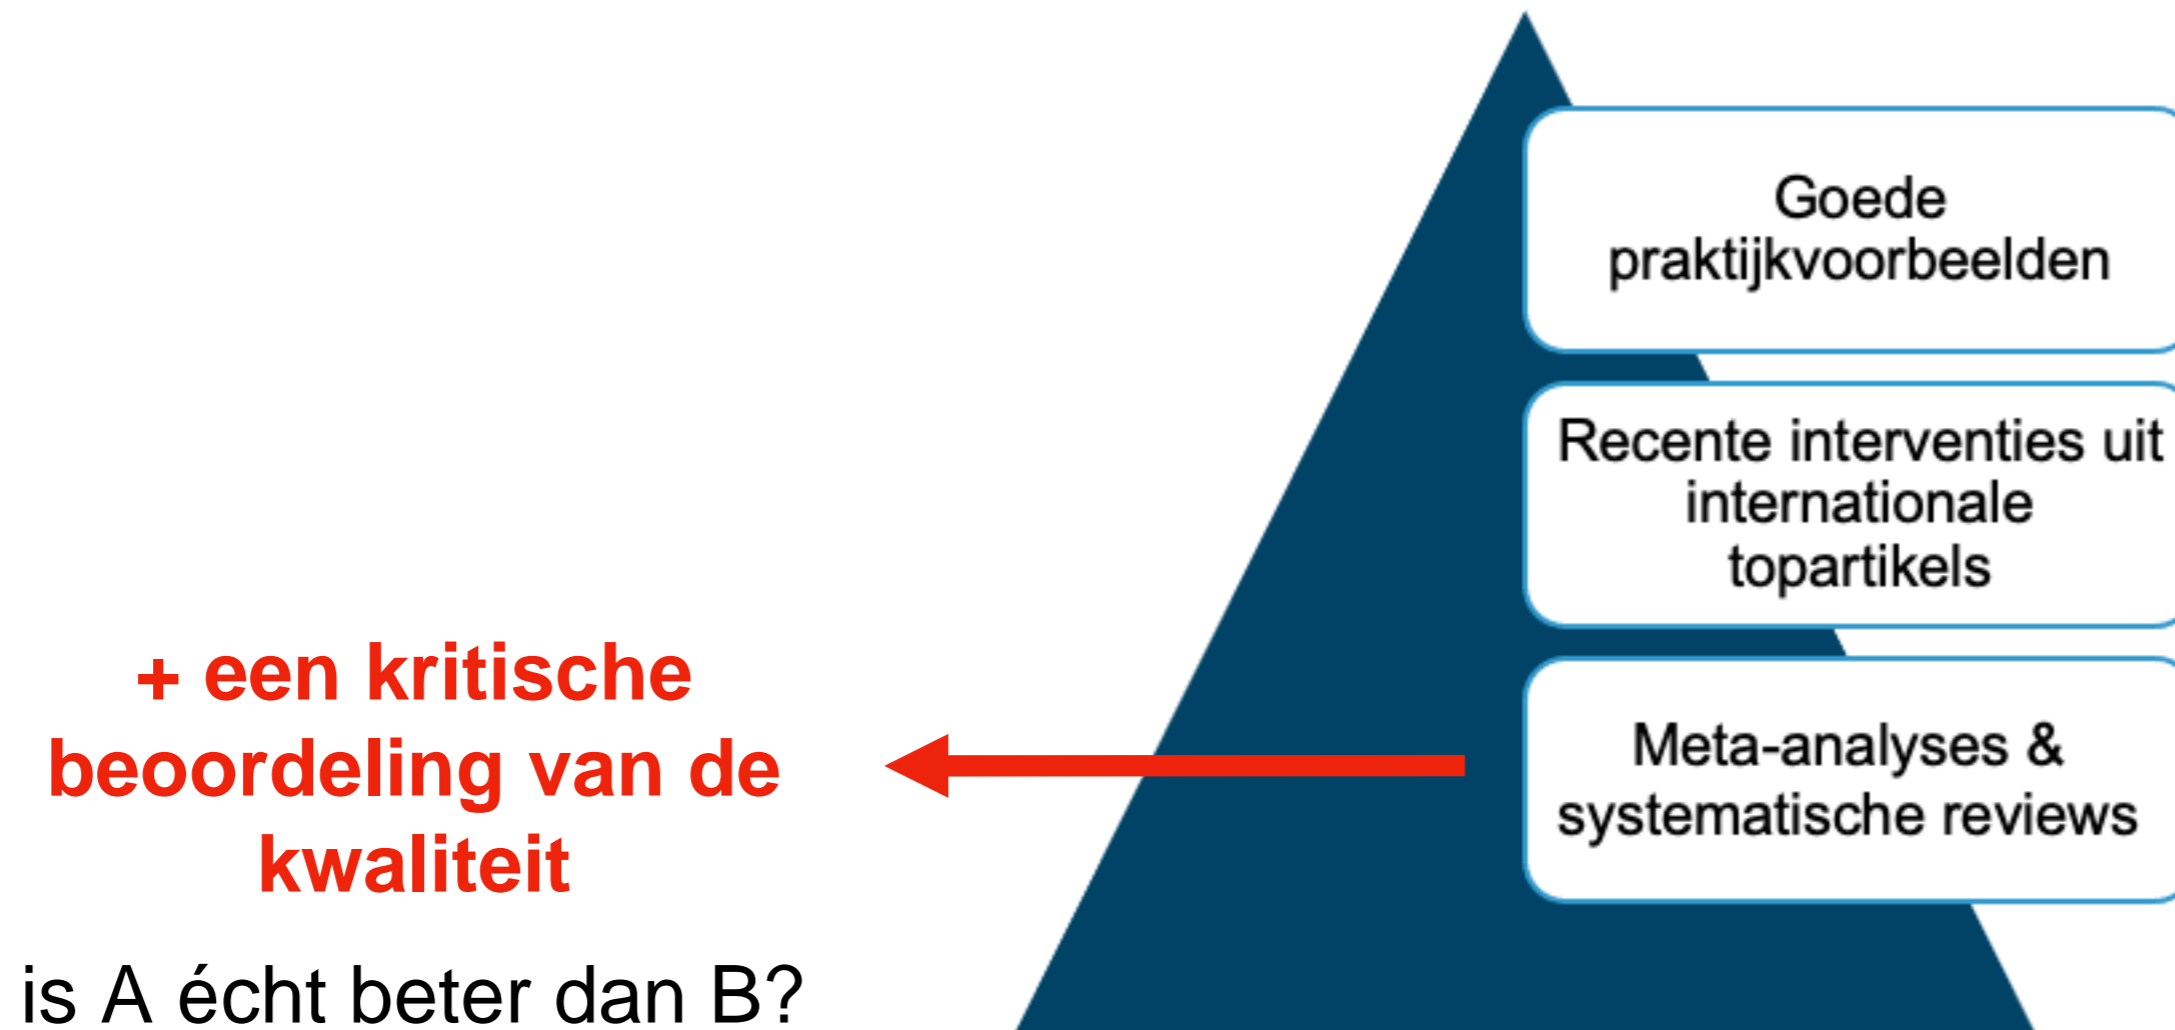 Goede
praktijkvoorbeelden
Recente interventies uit
internationale
topartikels
+ een kritische
beoordeling van de
kwaliteit
Meta-analyses &
systematische reviews
is A écht beter dan B?